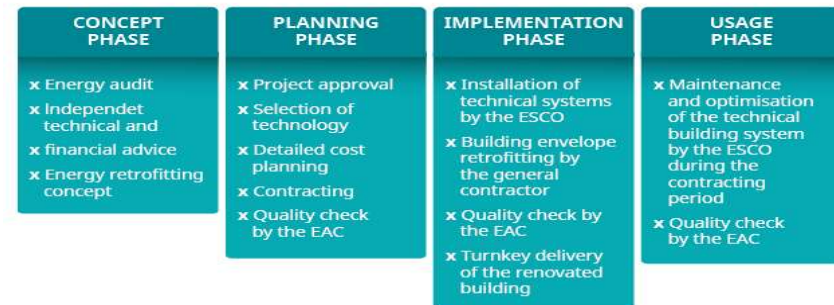 CONCEPT
PHASE
x Energy audit
x Independet
technical and
x financial advice
x Energy retrofitting
concept
PLANNING
PHASE
x Project approval
x Selection of
technology
x Detailed cost
planning
x Contracting
x Quality check
by the EAC
IMPLEMENTATION
PHASE
x Installation of
technical systems
by the ESCO
x Building envelope
retrofitting by
the general
contractor
x Quality check by
the EAC
x Turnkey delivery
of the renovated
building
USAGE
PHASE
x Maintenance
and optimisation
of the technical
building system
by the ESCO
during the
contracting
period
x Quality check
by the EAC